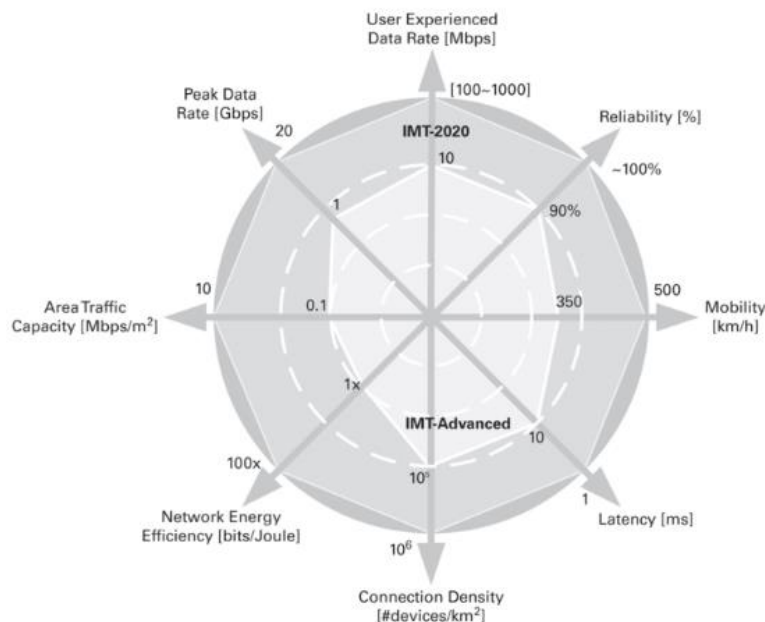 User Experienced
Data Rate [Mbps]
Peak Data
Rate [Gbps]
[100~1000]
Reliability [%]
20
IMT-2020
~100%
10
1
90%
10
0.1
350
500
Area Traffic
Capacity [Mbps/m²]
Mobility
[km/h]
1x
IMT-Advanced
10
100x
10⁵
1
Network Energy
Efficiency [bits/Joule]
Latency [ms]
10⁶
Connection Density
[#devices/km²]